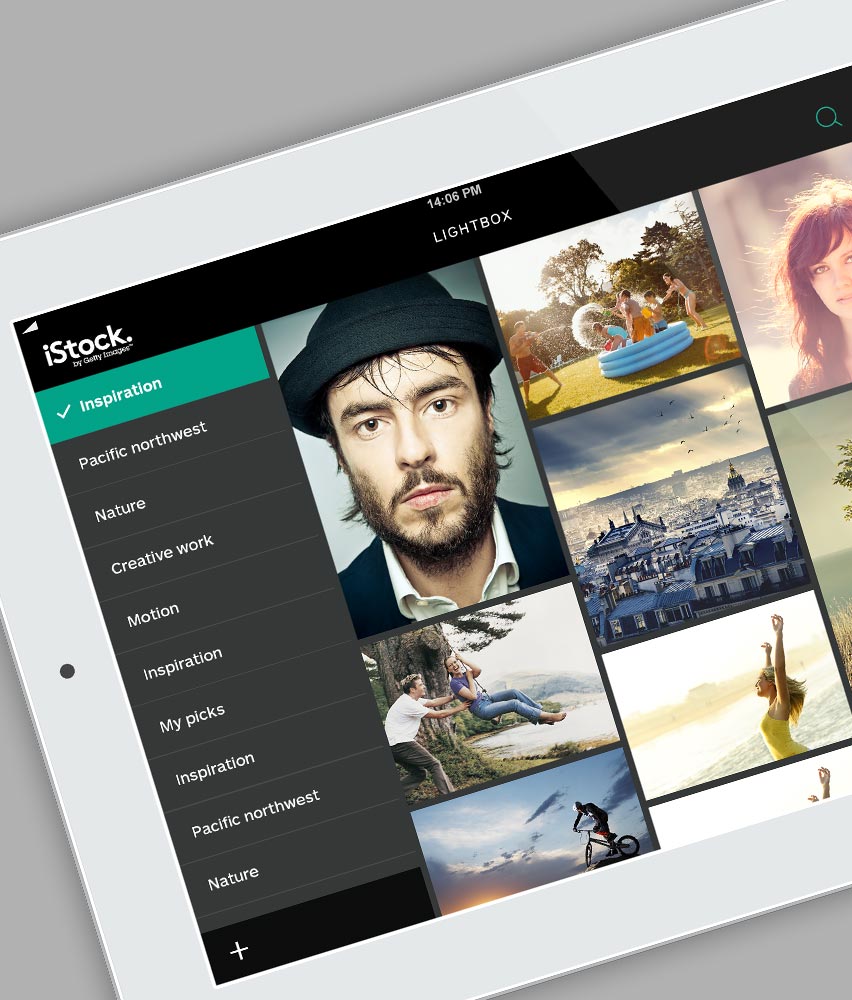 14:06 PM
LIGHTBOX
iStock.
by Getty Images™
Inspiration
Pacific northwest
Nature
Creative work
Motion
Inspiration
My picks
Inspiration
Pacific northwest
Nature